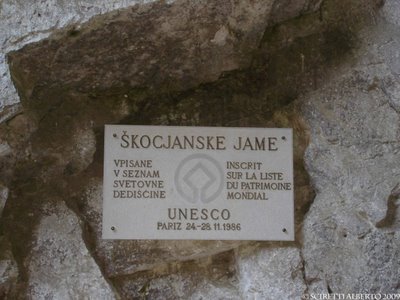 ŠKOCJANSKE JAME
VPISANE
V SEZNAM
SVETOVNE
DEDIŠČINE
INSCRIT
SUR LA LISTE
DU PATRIMOINE
MONDIAL
UNESCO
PARIZ 24.-28.11.1986
©SCIRETTI ALBERTO 2009